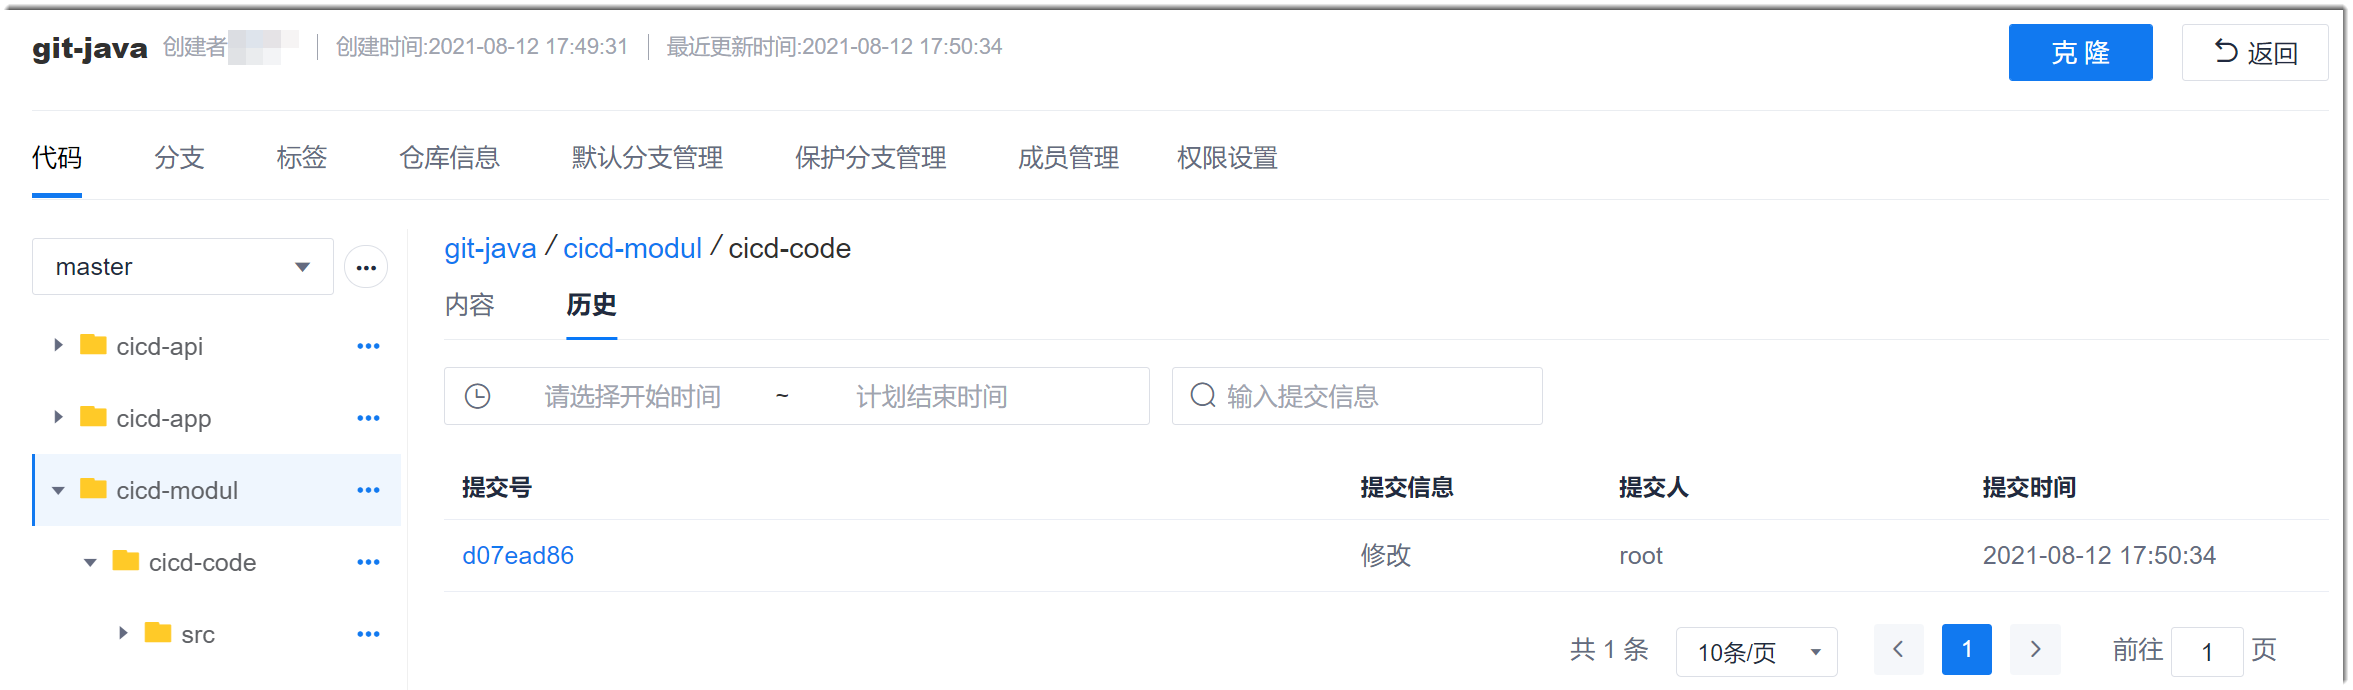 git-java 创建者 创建时间:2021-08-12 17:49:31 最近更新时间:2021-08-12 17:50:34 克 隆 返回
代码 分支 标签 仓库信息 默认分支管理 保护分支管理 成员管理 权限设置
master
cicd-api
cicd-app
cicd-modul
cicd-code
src
git-java / cicd-modul / cicd-code
内容 历史
请选择开始时间 ~ 计划结束时间 输入提交信息
提交号 提交信息 提交人 提交时间
d07ead86 修改 root 2021-08-12 17:50:34
共 1 条 10条/页 1 前往 1 页